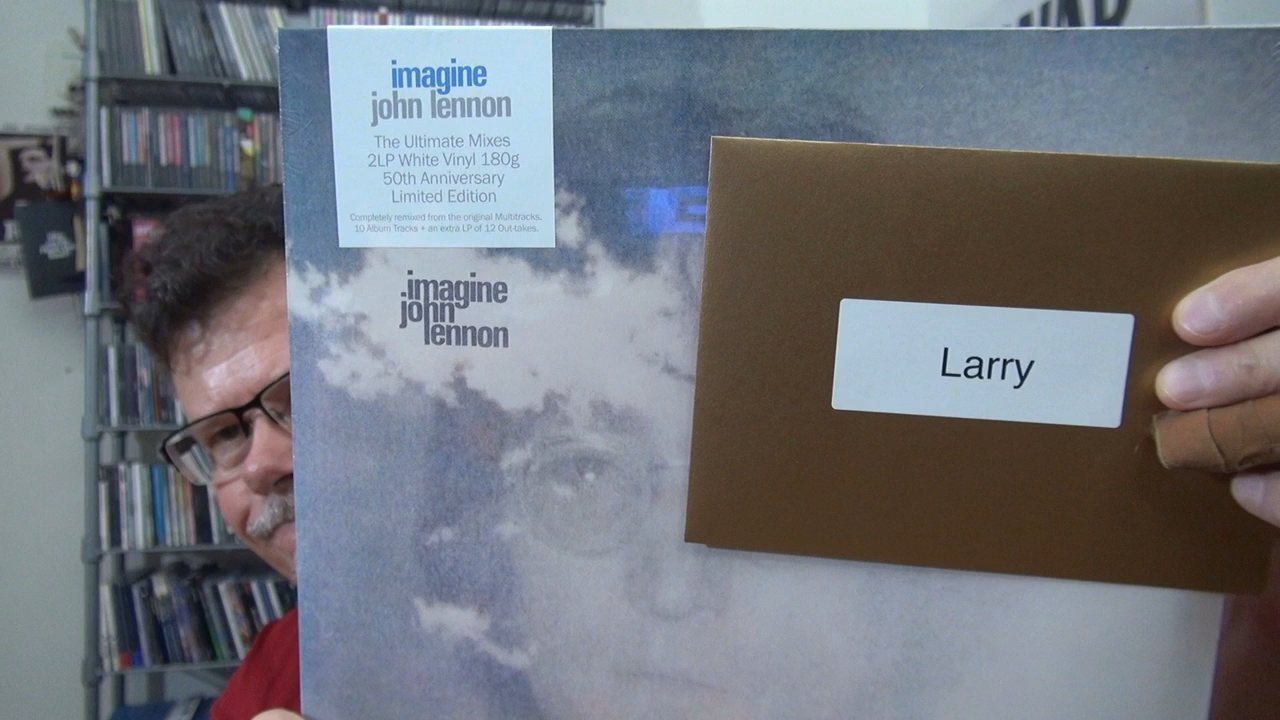 imagine
john lennon
The Ultimate Mixes
2LP White Vinyl 180g
50th Anniversary
Limited Edition
Completely remixed from the original Multitracks.
10 Album Tracks + an extra LP of 12 Out-takes.
imagine
john
lennon
Larry